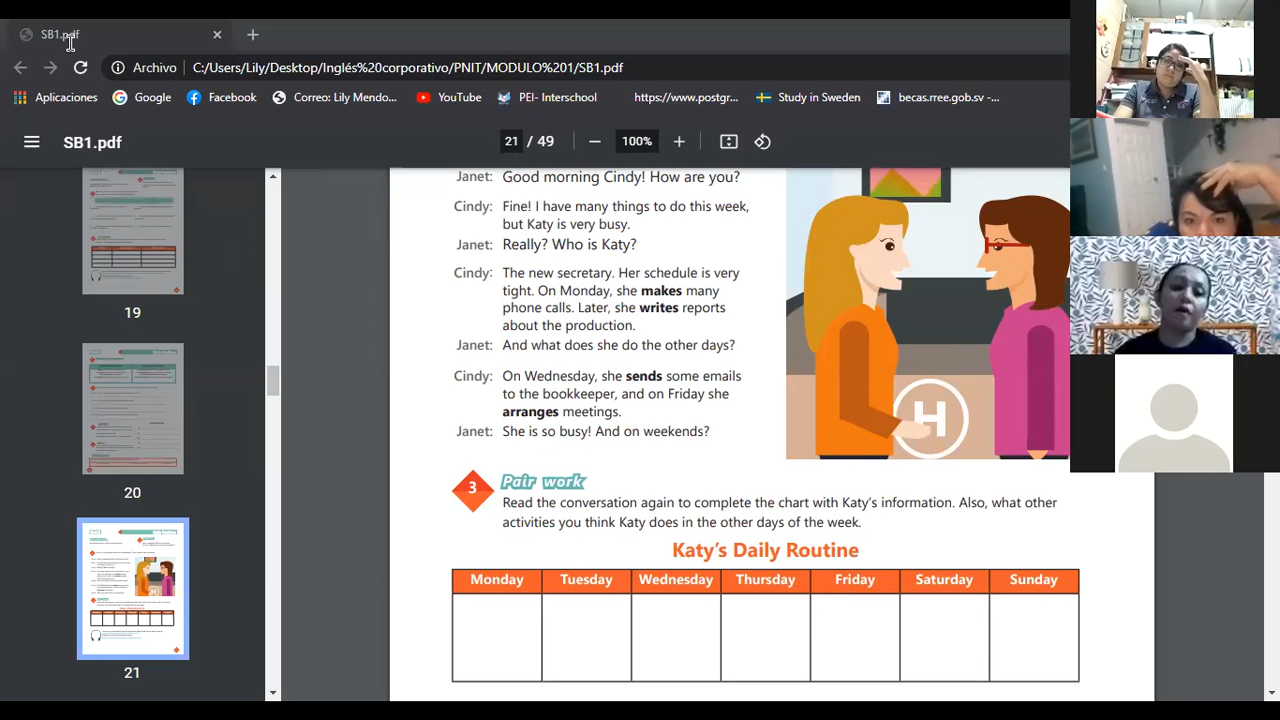 SB1.pdf
Archivo C:/Users/Lily/Desktop/Inglés%20corporativo/PNIT/MODULO%201/SB1.pdf
Aplicaciones Google Facebook Correo: Lily Mendo... YouTube PEI- Interschool https://www.postgr... Study in Sweden becas.rree.gob.sv -...
SB1.pdf 21 / 49 100%
19
20
21
Janet: Good morning Cindy! How are you?
Cindy: Fine! I have many things to do this week,
but Katy is very busy.
Janet: Really? Who is Katy?
Cindy: The new secretary. Her schedule is very
tight. On Monday, she makes many
phone calls. Later, she writes reports
about the production.
Janet: And what does she do the other days?
Cindy: On Wednesday, she sends some emails
to the bookkeeper, and on Friday she
arranges meetings.
Janet: She is so busy! And on weekends?
H
3 Pair work
Read the conversation again to complete the chart with Katy's information. Also, what other
activities you think Katy does in the other days of the week.
Katy's Daily Routine
Monday Tuesday Wednesday Thursday Friday Saturday Sunday